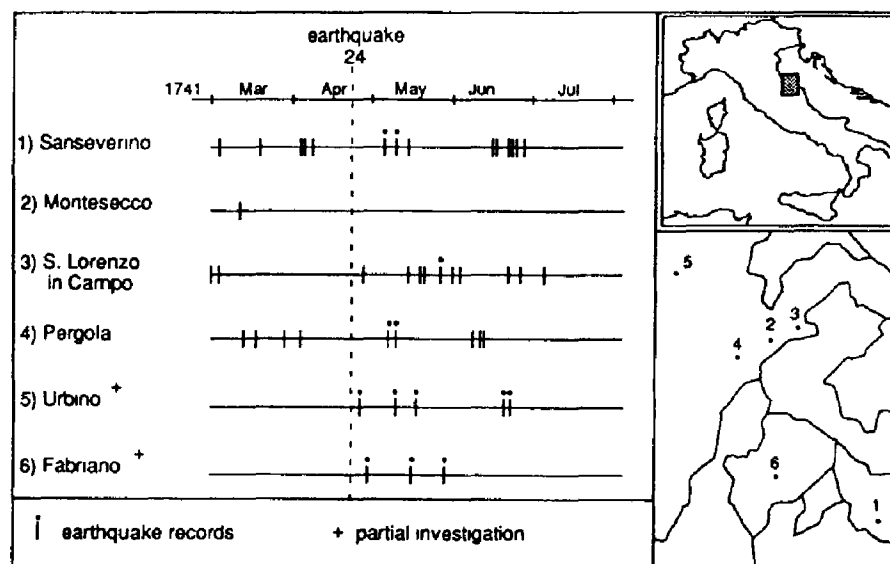 earthquake
24
1741 Mar Apr May Jun Jul
1) Sanseverino
2) Montesecco
3) S. Lorenzo
in Campo
4) Pergola
5) Urbino +
6) Fabriano +
earthquake records + partial investigation
5
3
2
4
6
1